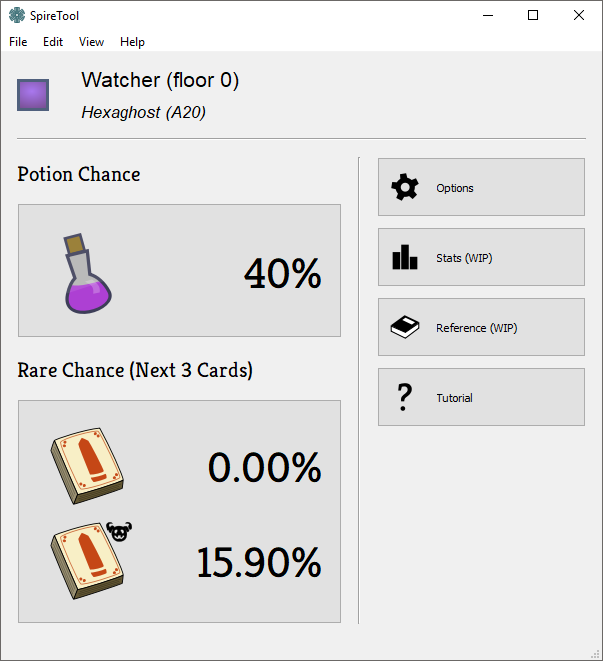 SpireTool
File Edit View Help
Watcher (floor 0)
Hexaghost (A20)
Potion Chance
40%
Rare Chance (Next 3 Cards)
0.00%
15.90%
Options
Stats (WIP)
Reference (WIP)
Tutorial